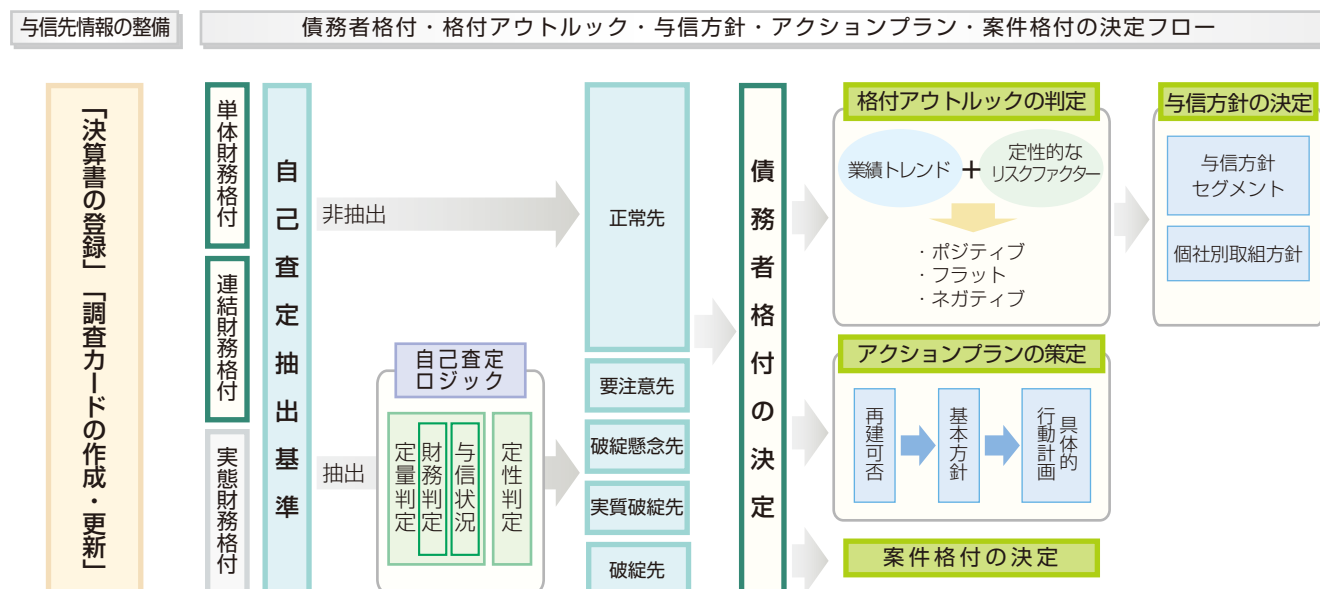 与信先情報の整備
債務者格付・格付アウトルック・与信方針・アクションプラン・案件格付の決定フロー
「決算書の登録」「調査カードの作成・更新」
単体財務格付
連結財務格付
実態財務格付
自己査定抽出基準
非抽出
抽出
自己査定
ロジック
定量判定
財務判定
与信状況
定性判定
正常先
要注意先
破綻懸念先
実質破綻先
破綻先
債務者格付の決定
格付アウトルックの判定
業績トレンド
+
定性的な
リスクファクター
・ポジティブ
・フラット
・ネガティブ
与信方針の決定
与信方針
セグメント
個社別取組方針
アクションプランの策定
再建可否
基本方針
具体的
行動計画
案件格付の決定